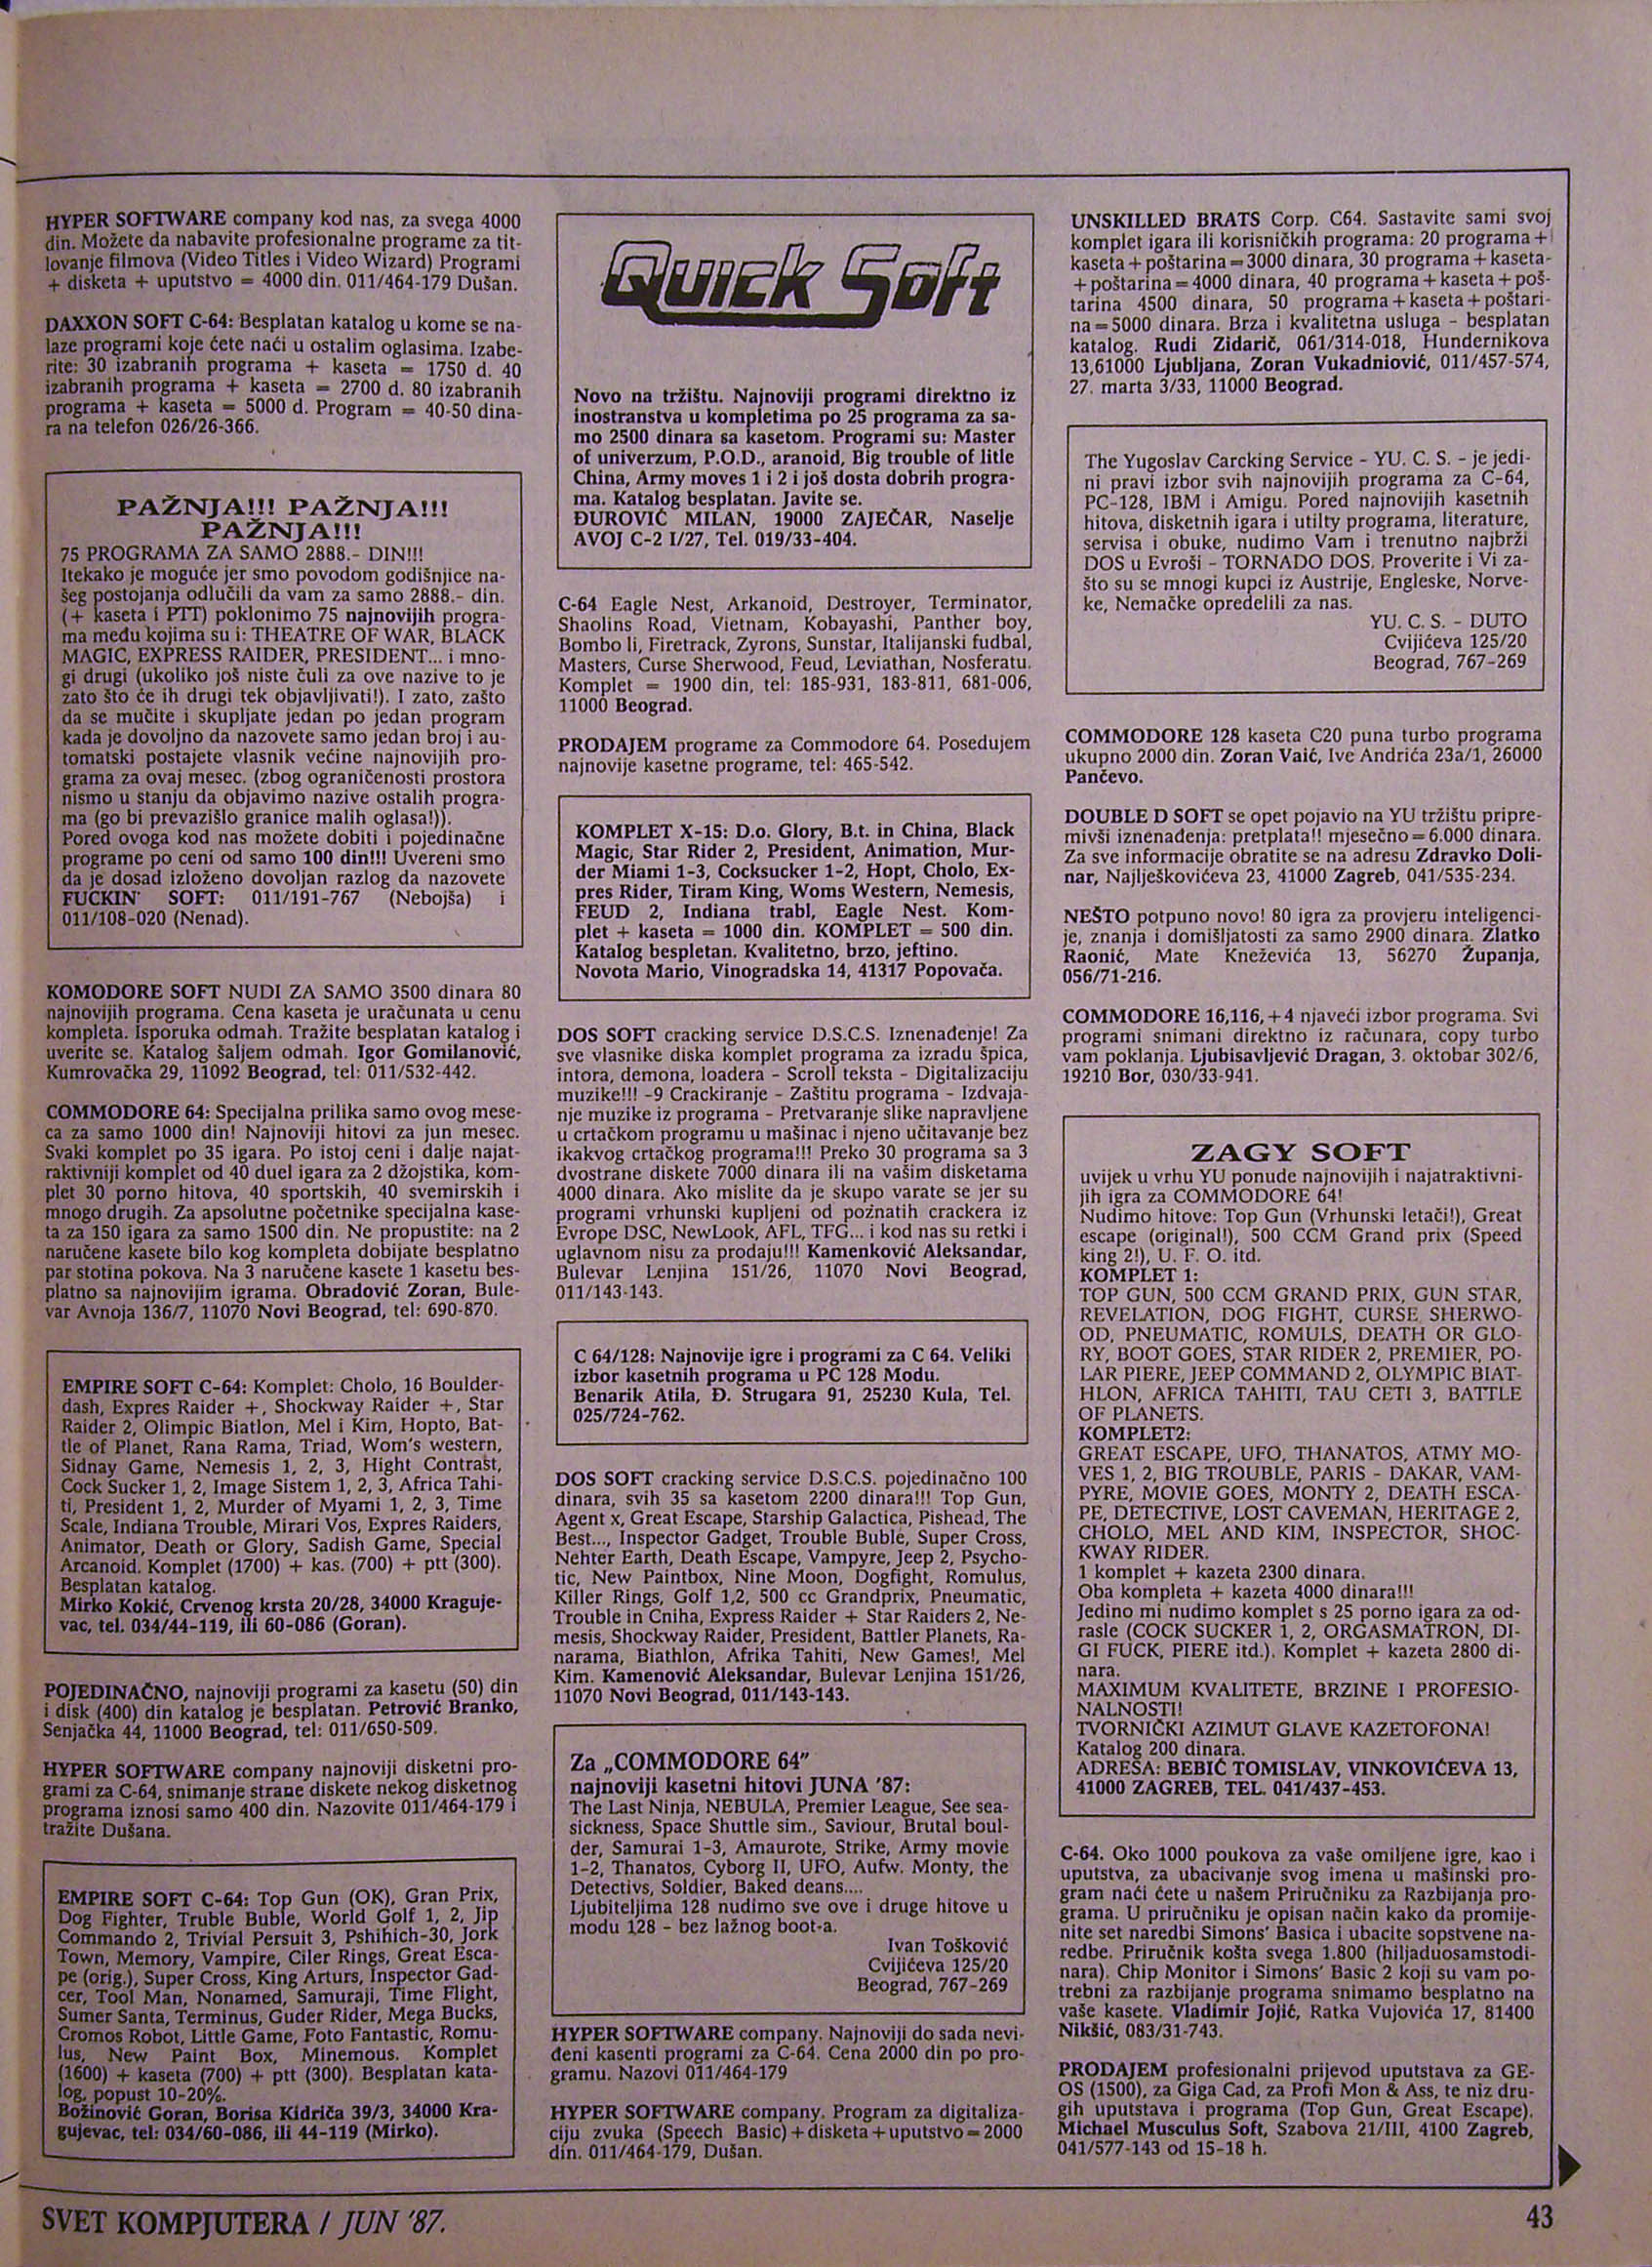 HYPER SOFTWARE company kod nas, za svega 4000
din. Možete da nabavite profesionalne programe za tit-
lovanje filmova (Video Titles i Video Wizard) Programi
+ disketa + uputstvo = 4000 din. 011/464-179 Dušan.
DAXXON SOFT C-64: Besplatan katalog u kome se na-
laze programi koje ćete naći u ostalim oglasima. Izabe-
rite: 30 izabranih programa + kaseta = 1750 d. 40
izabranih programa + kaseta = 2700 d. 80 izabranih
programa + kaseta = 5000 d. Program = 40-50 dina-
ra na telefon 026/26-366.
PAŽNJA!!! PAŽNJA!!!
PAŽNJA!!!
75 PROGRAMA ZA SAMO 2888.- DIN!!!
Itekako je moguće jer smo povodom godišnjice na-
šeg postojanja odlučili da vam za samo 2888.- din.
(+ kaseta i PTT) poklonimo 75 najnovijih progra-
ma među kojima su i: THEATRE OF WAR, BLACK
MAGIC, EXPRESS RAIDER, PRESIDENT... i mno-
gi drugi (ukoliko još niste čuli za ove nazive to je
zato što će ih drugi tek objavljivati!). I zato, zašto
da se mučite i skupljate jedan po jedan program
kada je dovoljno da nazovete samo jedan broj i au-
tomatski postajete vlasnik većine najnovijih pro-
grama za ovaj mesec. (zbog ograničenosti prostora
nismo u stanju da objavimo nazive ostalih progra-
ma (go bi prevazišlo granice malih oglasa!)).
Pored ovoga kod nas možete dobiti i pojedinačne
programe po ceni od samo 100 din!!! Uvereni smo
da je dosad izloženo dovoljan razlog da nazovete
FUCKIN' SOFT: 011/191-767 (Nebojša) i
011/108-020 (Nenad).
KOMODORE SOFT NUDI ZA SAMO 3500 dinara 80
najnovijih programa. Cena kaseta je uračunata u cenu
kompleta. Isporuka odmah. Tražite besplatan katalog i
uverite se. Katalog šaljem odmah. Igor Gomilanović,
Kumrovačka 29, 11092 Beograd, tel: 011/532-442.
COMMODORE 64: Specijalna prilika samo ovog mese-
ca za samo 1000 din! Najnoviji hitovi za jun mesec.
Svaki komplet po 35 igara. Po istoj ceni i dalje najat-
raktivniji komplet od 40 duel igara za 2 džojstika, kom-
plet 30 porno hitova, 40 sportskih, 40 svemirskih i
mnogo drugih. Za apsolutne početnike specijalna kase-
ta za 150 igara za samo 1500 din. Ne propustite: na 2
naručene kasete bilo kog kompleta dobijate besplatno
par stotina pokova. Na 3 naručene kasete 1 kasetu bes-
platno sa najnovijim igrama. Obradović Zoran, Bule-
var Avnoja 136/7, 11070 Novi Beograd, tel: 690-870.
EMPIRE SOFT C-64: Komplet: Cholo, 16 Boulder-
dash, Expres Raider +, Shockway Raider +, Star
Raider 2, Olimpic Biatlon, Mel i Kim, Hopto, Bat-
tle of Planet, Rana Rama, Triad, Wom's western,
Sidnay Game, Nemesis 1, 2, 3, Hight Contrast,
Cock Sucker 1, 2, Image Sistem 1, 2, 3, Africa Tahi-
ti, President 1, 2, Murder of Myami 1, 2, 3, Time
Scale, Indiana Trouble, Mirari Vos, Expres Raiders,
Animator, Death or Glory, Sadish Game, Special
Arcanoid. Komplet (1700) + kas. (700) + ptt (300).
Besplatan katalog.
Mirko Kokić, Crvenog krsta 20/28, 34000 Kraguje-
vac, tel. 034/44-119, ili 60-086 (Goran).
POJEDINAČNO, najnoviji programi za kasetu (50) din
i disk (400) din katalog je besplatan. Petrović Branko,
Senjačka 44, 11000 Beograd, tel: 011/650-509.
HYPER SOFTWARE company najnoviji disketni pro-
grami za C-64, snimanje strane diskete nekog disketnog
programa iznosi samo 400 din. Nazovite 011/464-179 i
tražite Dušana.
EMPIRE SOFT C-64: Top Gun (OK), Gran Prix,
Dog Fighter, Truble Buble, World Golf 1, 2, Jip
Commando 2, Trivial Persuit 3, Pshihich-30, Jork
Town, Memory, Vampire, Ciler Rings, Great Esca-
pe (orig.), Super Cross, King Arturs, Inspector Gad-
cer, Tool Man, Nonamed, Samuraji, Time Flight,
Sumer Santa, Terminus, Guder Rider, Mega Bucks,
Cromos Robot, Little Game, Foto Fantastic, Romu-
lus, New Paint Box, Minemous. Komplet
(1600) + kaseta (700) + ptt (300). Besplatan kata-
log, popust 10-20%.
Božinović Goran, Borisa Kidriča 39/3, 34000 Kra-
gujevac, tel: 034/60-086, ili 44-119 (Mirko).
Quick Soft
Novo na tržištu. Najnoviji programi direktno iz
inostranstva u kompletima po 25 programa za sa-
mo 2500 dinara sa kasetom. Programi su: Master
of univerzum, P.O.D., aranoid, Big trouble of litle
China, Army moves 1 i 2 i još dosta dobrih progra-
ma. Katalog besplatan. Javite se.
ĐUROVIĆ MILAN, 19000 ZAJEČAR, Naselje
AVOJ C-2 I/27, Tel. 019/33-404.
C-64 Eagle Nest, Arkanoid, Destroyer, Terminator,
Shaolins Road, Vietnam, Kobayashi, Panther boy,
Bombo li, Firetrack, Zyrons, Sunstar, Italijanski fudbal,
Masters, Curse Sherwood, Feud, Leviathan, Nosferatu.
Komplet = 1900 din, tel: 185-931, 183-811, 681-006,
11000 Beograd.
PRODAJEM programe za Commodore 64. Posedujem
najnovije kasetne programe, tel: 465-542.
KOMPLET X-15: D.o. Glory, B.t. in China, Black
Magic, Star Rider 2, President, Animation, Mur-
der Miami 1-3, Cocksucker 1-2, Hopt, Cholo, Ex-
pres Rider, Tiram King, Woms Western, Nemesis,
FEUD 2, Indiana trabl, Eagle Nest. Kom-
plet + kaseta = 1000 din. KOMPLET = 500 din.
Katalog bespletan. Kvalitetno, brzo, jeftino.
Novota Mario, Vinogradska 14, 41317 Popovača.
DOS SOFT cracking service D.S.C.S. Iznenađenje! Za
sve vlasnike diska komplet programa za izradu špica,
intora, demona, loadera - Scroll teksta - Digitalizaciju
muzike!!! -9 Crackiranje - Zaštitu programa - Izdvaja-
nje muzike iz programa - Pretvaranje slike napravljene
u crtačkom programu u mašinac i njeno učitavanje bez
ikakvog crtačkog programa!!! Preko 30 programa sa 3
dvostrane diskete 7000 dinara ili na vašim disketama
4000 dinara. Ako mislite da je skupo varate se jer su
programi vrhunski kupljeni od poznatih crackera iz
Evrope DSC, NewLook, AFL, TFG... i kod nas su retki i
uglavnom nisu za prodaju!!! Kamenković Aleksandar,
Bulevar Lenjina 151/26, 11070 Novi Beograd,
011/143-143.
C 64/128: Najnovije igre i programi za C 64. Veliki
izbor kasetnih programa u PC 128 Modu.
Benarik Atila, Đ. Strugara 91, 25230 Kula, Tel.
025/724-762.
DOS SOFT cracking service D.S.C.S. pojedinačno 100
dinara, svih 35 sa kasetom 2200 dinara!!! Top Gun,
Agent x, Great Escape, Starship Galactica, Pishead, The
Best..., Inspector Gadget, Trouble Buble, Super Cross,
Nehter Earth, Death Escape, Vampyre, Jeep 2, Psycho-
tic, New Paintbox, Nine Moon, Dogfight, Romulus,
Killer Rings, Golf 1,2, 500 cc Grandprix, Pneumatic,
Trouble in Cniha, Express Raider + Star Raiders 2, Ne-
mesis, Shockway Raider, President, Battler Planets, Ra-
narama, Biathlon, Afrika Tahiti, New Games!, Mel
Kim. Kamenović Aleksandar, Bulevar Lenjina 151/26,
11070 Novi Beograd, 011/143-143.
Za „COMMODORE 64"
najnoviji kasetni hitovi JUNA '87:
The Last Ninja, NEBULA, Premier League, See sea-
sickness, Space Shuttle sim., Saviour, Brutal boul-
der, Samurai 1-3, Amaurote, Strike, Army movie
1-2, Thanatos, Cyborg II, UFO, Aufw. Monty, the
Detectivs, Soldier, Baked deans....
Ljubiteljima 128 nudimo sve ove i druge hitove u
modu 128 - bez lažnog boot-a.
Ivan Tošković
Cvijićeva 125/20
Beograd, 767-269
HYPER SOFTWARE company. Najnoviji do sada nevi-
đeni kasenti programi za C-64. Cena 2000 din po pro-
gramu. Nazovi 011/464-179
HYPER SOFTWARE company. Program za digitaliza-
ciju zvuka (Speech Basic)+disketa+uputstvo=2000
din. 011/464-179, Dušan.
UNSKILLED BRATS Corp. C64. Sastavite sami svoj
komplet igara ili korisničkih programa: 20 programa+
kaseta+poštarina=3000 dinara, 30 programa+kaseta-
+poštarina=4000 dinara, 40 programa+kaseta+poš-
tarina 4500 dinara, 50 programa+kaseta+poštari-
na=5000 dinara. Brza i kvalitetna usluga - besplatan
katalog. Rudi Zidarič, 061/314-018, Hundernikova
13,61000 Ljubljana, Zoran Vukadniović, 011/457-574,
27. marta 3/33, 11000 Beograd.
The Yugoslav Carcking Service - YU. C. S. - je jedi-
ni pravi izbor svih najnovijih programa za C-64,
PC-128, IBM i Amigu. Pored najnovijih kasetnih
hitova, disketnih igara i utilty programa, literature,
servisa i obuke, nudimo Vam i trenutno najbrži
DOS u Evroši - TORNADO DOS. Proverite i Vi za-
što su se mnogi kupci iz Austrije, Engleske, Norve-
ke, Nemačke opredelili za nas.
YU. C. S. - DUTO
Cvijićeva 125/20
Beograd, 767-269
COMMODORE 128 kaseta C20 puna turbo programa
ukupno 2000 din. Zoran Vaić, Ive Andrića 23a/1, 26000
Pančevo.
DOUBLE D SOFT se opet pojavio na YU tržištu pripre-
mivši iznenađenja: pretplata!! mjesečno=6.000 dinara.
Za sve informacije obratite se na adresu Zdravko Doli-
nar, Najlješkovićeva 23, 41000 Zagreb, 041/535-234.
NEŠTO potpuno novo! 80 igra za provjeru inteligenci-
je, znanja i domišljatosti za samo 2900 dinara. Zlatko
Raonić, Mate Kneževića 13, 56270 Županja,
056/71-216.
COMMODORE 16,116,+4 njaveći izbor programa. Svi
programi snimani direktno iz računara, copy turbo
vam poklanja. Ljubisavljević Dragan, 3. oktobar 302/6,
19210 Bor, 030/33-941.
ZAGY SOFT
uvijek u vrhu YU ponude najnovijih i najatraktivni-
jih igra za COMMODORE 64!
Nudimo hitove: Top Gun (Vrhunski letači!), Great
escape (original!), 500 CCM Grand prix (Speed
king 2!), U. F. O. itd.
KOMPLET 1:
TOP GUN, 500 CCM GRAND PRIX, GUN STAR,
REVELATION, DOG FIGHT, CURSE SHERWO-
OD, PNEUMATIC, ROMULS, DEATH OR GLO-
RY, BOOT GOES, STAR RIDER 2, PREMIER, PO-
LAR PIERE, JEEP COMMAND 2, OLYMPIC BIAT-
HLON, AFRICA TAHITI, TAU CETI 3, BATTLE
OF PLANETS.
KOMPLET2:
GREAT ESCAPE, UFO, THANATOS, ATMY MO-
VES 1, 2, BIG TROUBLE, PARIS - DAKAR, VAM-
PYRE, MOVIE GOES, MONTY 2, DEATH ESCA-
PE, DETECTIVE, LOST CAVEMAN, HERITAGE 2,
CHOLO, MEL AND KIM, INSPECTOR, SHOC-
KWAY RIDER.
1 komplet + kazeta 2300 dinara.
Oba kompleta + kazeta 4000 dinara!!!
Jedino mi nudimo komplet s 25 porno igara za od-
rasle (COCK SUCKER 1, 2, ORGASMATRON, DI-
GI FUCK, PIERE itd.). Komplet + kazeta 2800 di-
nara.
MAXIMUM KVALITETE, BRZINE I PROFESIO-
NALNOSTI!
TVORNIČKI AZIMUT GLAVE KAZETOFONA!
Katalog 200 dinara.
ADRESA: BEBIĆ TOMISLAV, VINKOVIĆEVA 13,
41000 ZAGREB, TEL. 041/437-453.
C-64. Oko 1000 poukova za vaše omiljene igre, kao i
uputstva, za ubacivanje svog imena u mašinski pro-
gram naći ćete u našem Priručniku za Razbijanja pro-
grama. U priručniku je opisan način kako da promije-
nite set naredbi Simons' Basica i ubacite sopstvene na-
redbe. Priručnik košta svega 1.800 (hiljaduosamstodi-
nara). Chip Monitor i Simons' Basic 2 koji su vam po-
trebni za razbijanje programa snimamo besplatno na
vaše kasete. Vladimir Jojić, Ratka Vujovića 17, 81400
Nikšić, 083/31-743.
PRODAJEM profesionalni prijevod uputstava za GE-
OS (1500), za Giga Cad, za Profi Mon & Ass, te niz dru-
gih uputstava i programa (Top Gun, Great Escape).
Michael Musculus Soft, Szabova 21/III, 4100 Zagreb,
041/577-143 od 15-18 h.
SVET KOMPJUTERA / JUN '87.
43